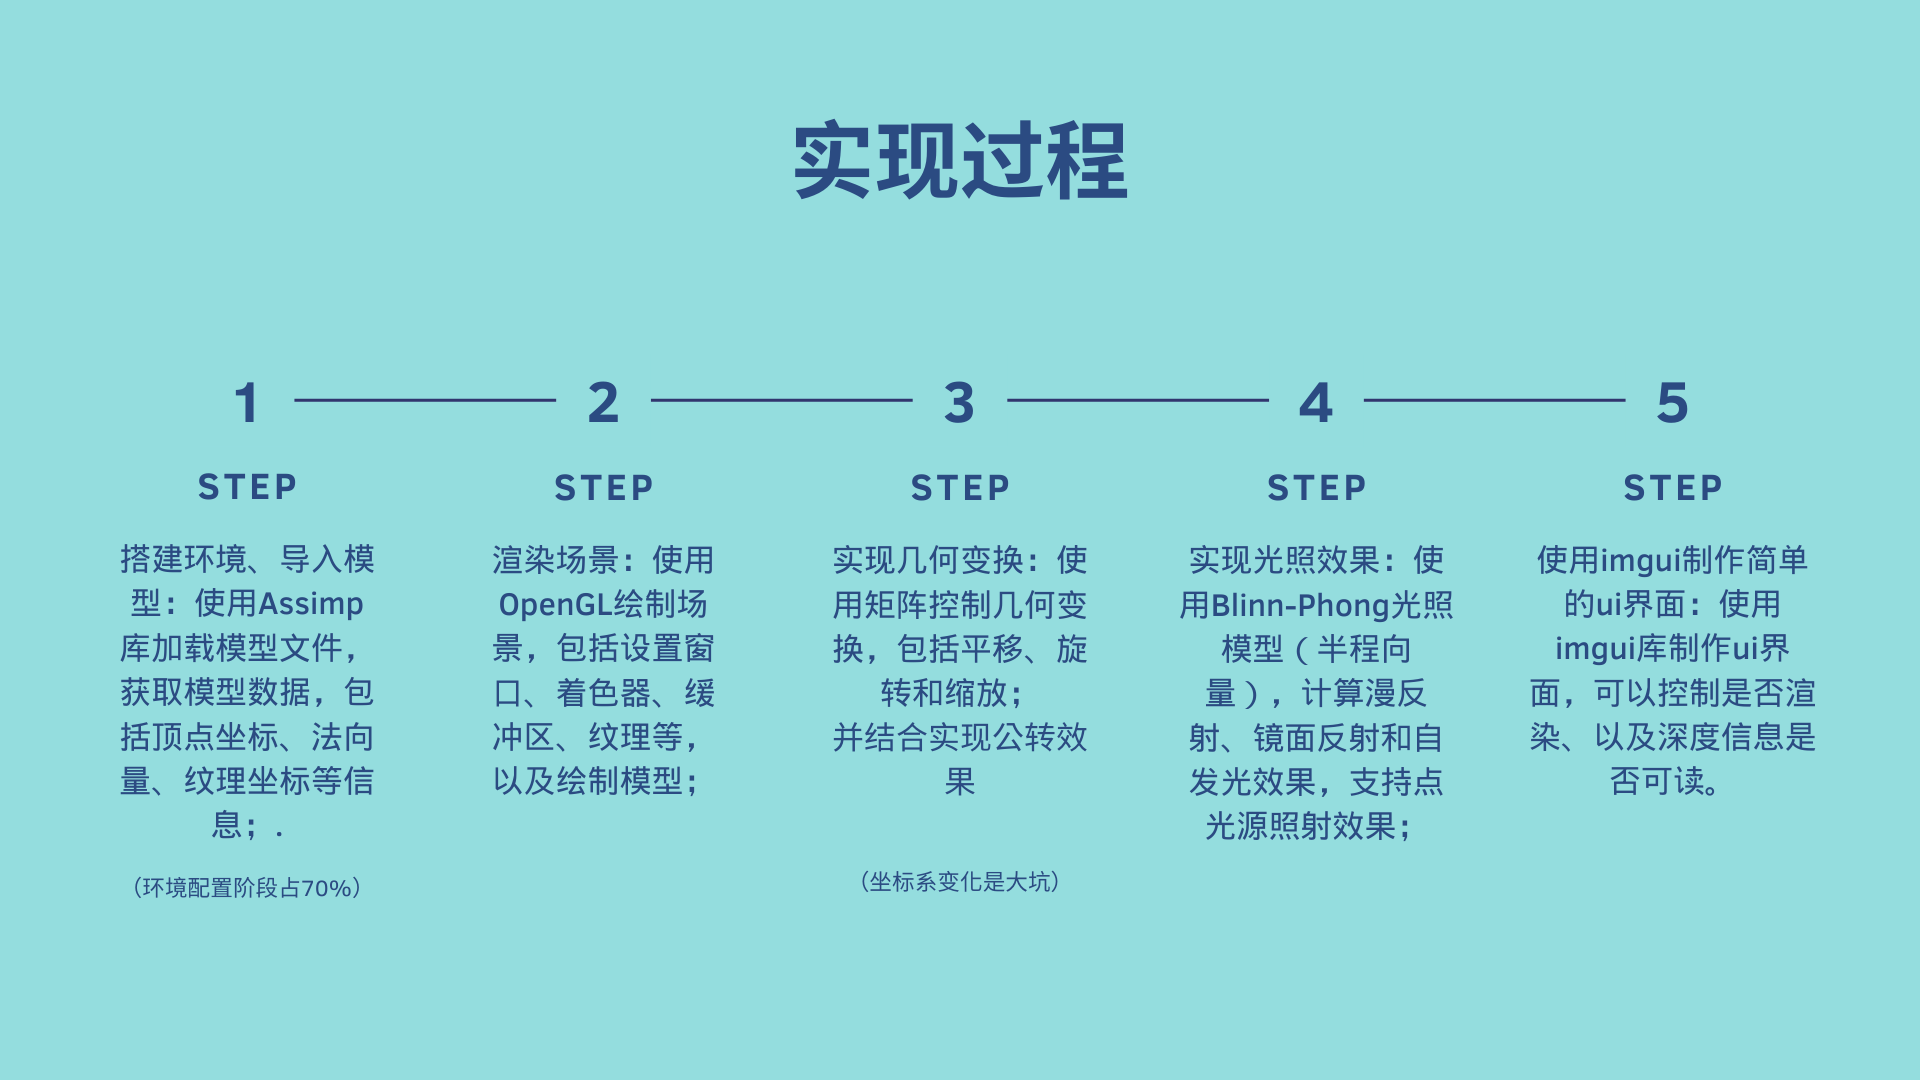 实现过程
1
STEP
搭建环境、导入模
型：使用Assimp
库加载模型文件，
获取模型数据，包
括顶点坐标、法向
量、纹理坐标等信
息；.
（环境配置阶段占70%）
2
STEP
渲染场景：使用
OpenGL绘制场
景，包括设置窗
口、着色器、缓
冲区、纹理等，
以及绘制模型；
3
STEP
实现几何变换：使
用矩阵控制几何变
换，包括平移、旋
转和缩放；
并结合实现公转效
果
（坐标系变化是大坑）
4
STEP
实现光照效果：使
用Blinn-Phong光照
模型（半程向
量），计算漫反
射、镜面反射和自
发光效果，支持点
光源照射效果；
5
STEP
使用imgui制作简单
的ui界面：使用
imgui库制作ui界
面，可以控制是否渲
染、以及深度信息是
否可读。